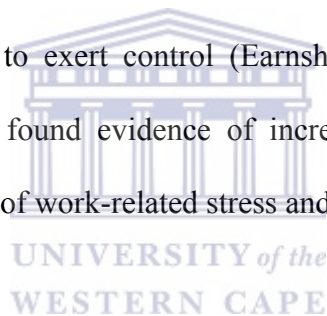 to exert control (Earnsh
found evidence of incre
of work-related stress and
UNIVERSITY of the
WESTERN CAPE